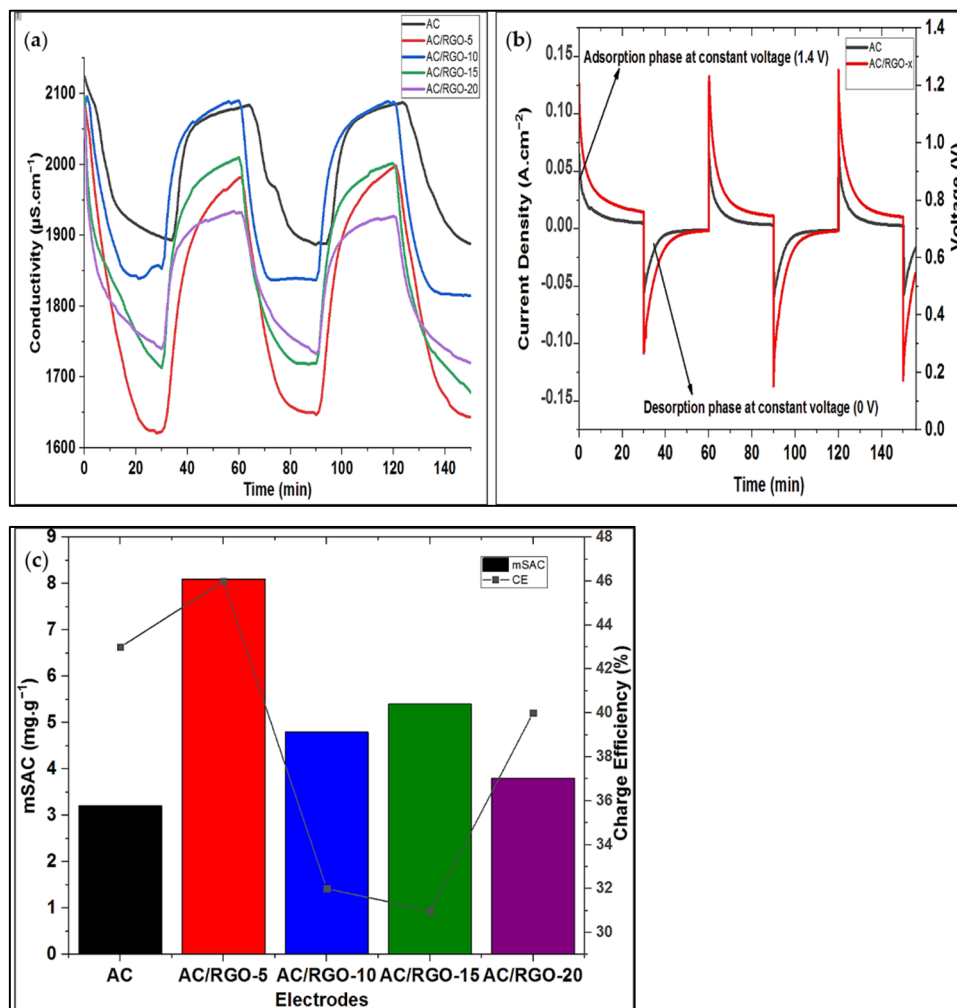 (a)
AC
AC/RGO-5
AC/RGO-10
AC/RGO-15
AC/RGO-20
Conductivity (µS.cm⁻¹)
2100
2000
1900
1800
1700
1600
0 20 40 60 80 100 120 140
Time (min)
(b)
AC
AC/RGO-x
Adsorption phase at constant voltage (1.4 V)
Desorption phase at constant voltage (0 V)
Current Density (A.cm⁻²)
0.15
0.10
0.05
0.00
-0.05
-0.10
-0.15
1.4
1.2
1.0
0.8
0.6
0.4
0.2
0.0
Voltage (V)
0 20 40 60 80 100 120 140
Time (min)
(c)
mSAC
CE
mSAC (mg.g⁻¹)
9
8
7
6
5
4
3
2
1
0
48
46
44
42
40
38
36
34
32
30
Charge Efficiency (%)
AC AC/RGO-5 AC/RGO-10 AC/RGO-15 AC/RGO-20
Electrodes